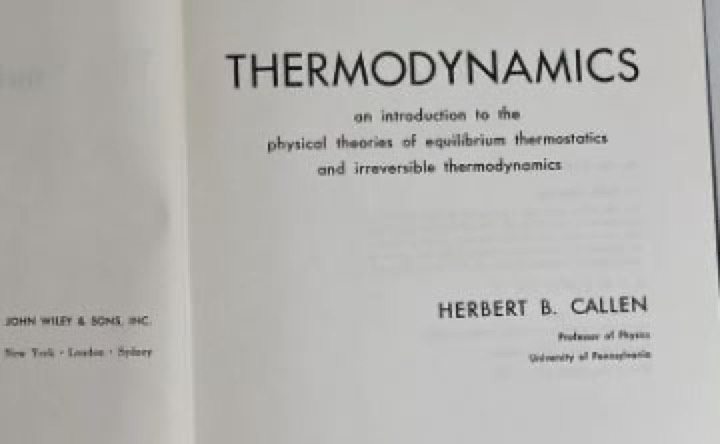 JOHN WILEY & SONS, INC.
New York · London · Sydney
THERMODYNAMICS
an introduction to the
physical theories of equilibrium thermostatics
and irreversible thermodynamics
HERBERT B. CALLEN
Professor of Physics
University of Pennsylvania